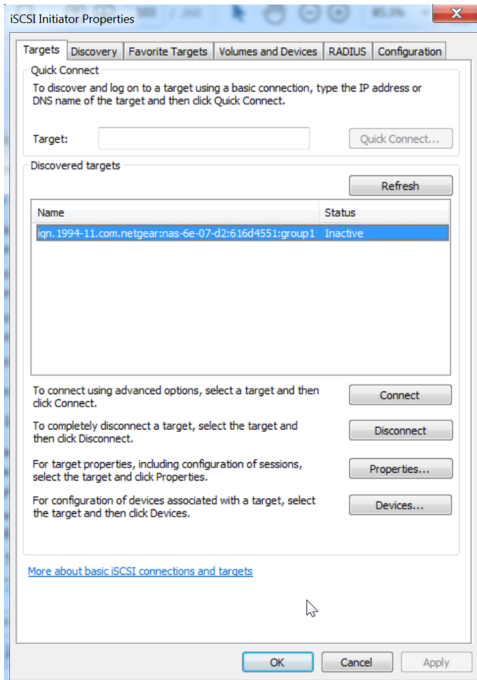 iSCSI Initiator Properties
Targets Discovery Favorite Targets Volumes and Devices RADIUS Configuration
Quick Connect
To discover and log on to a target using a basic connection, type the IP address or
DNS name of the target and then click Quick Connect.
Target:
Quick Connect...
Discovered targets
Refresh
Name Status
iqn.1994-11.com.netgear:nas-6e-07-d2:616d4551:group1 Inactive
To connect using advanced options, select a target and then
click Connect.
Connect
To completely disconnect a target, select the target and
then click Disconnect.
Disconnect
For target properties, including configuration of sessions,
select the target and click Properties.
Properties...
For configuration of devices associated with a target, select
the target and then click Devices.
Devices...
More about basic iSCSI connections and targets
OK Cancel Apply